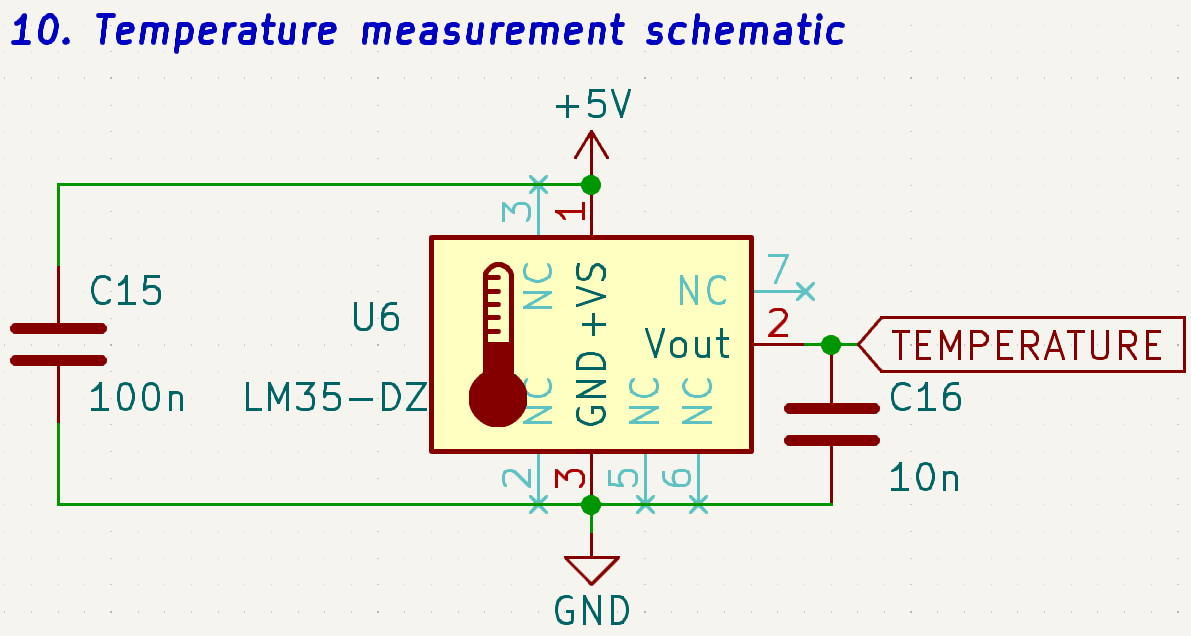 10. Temperature measurement schematic
+5V
3
1
C15
100n
U6
LM35-DZ
NC
+VS
NC
7
Vout
2
TEMPERATURE
NC
GND
NC
NC
C16
10n
2
3
5
6
GND